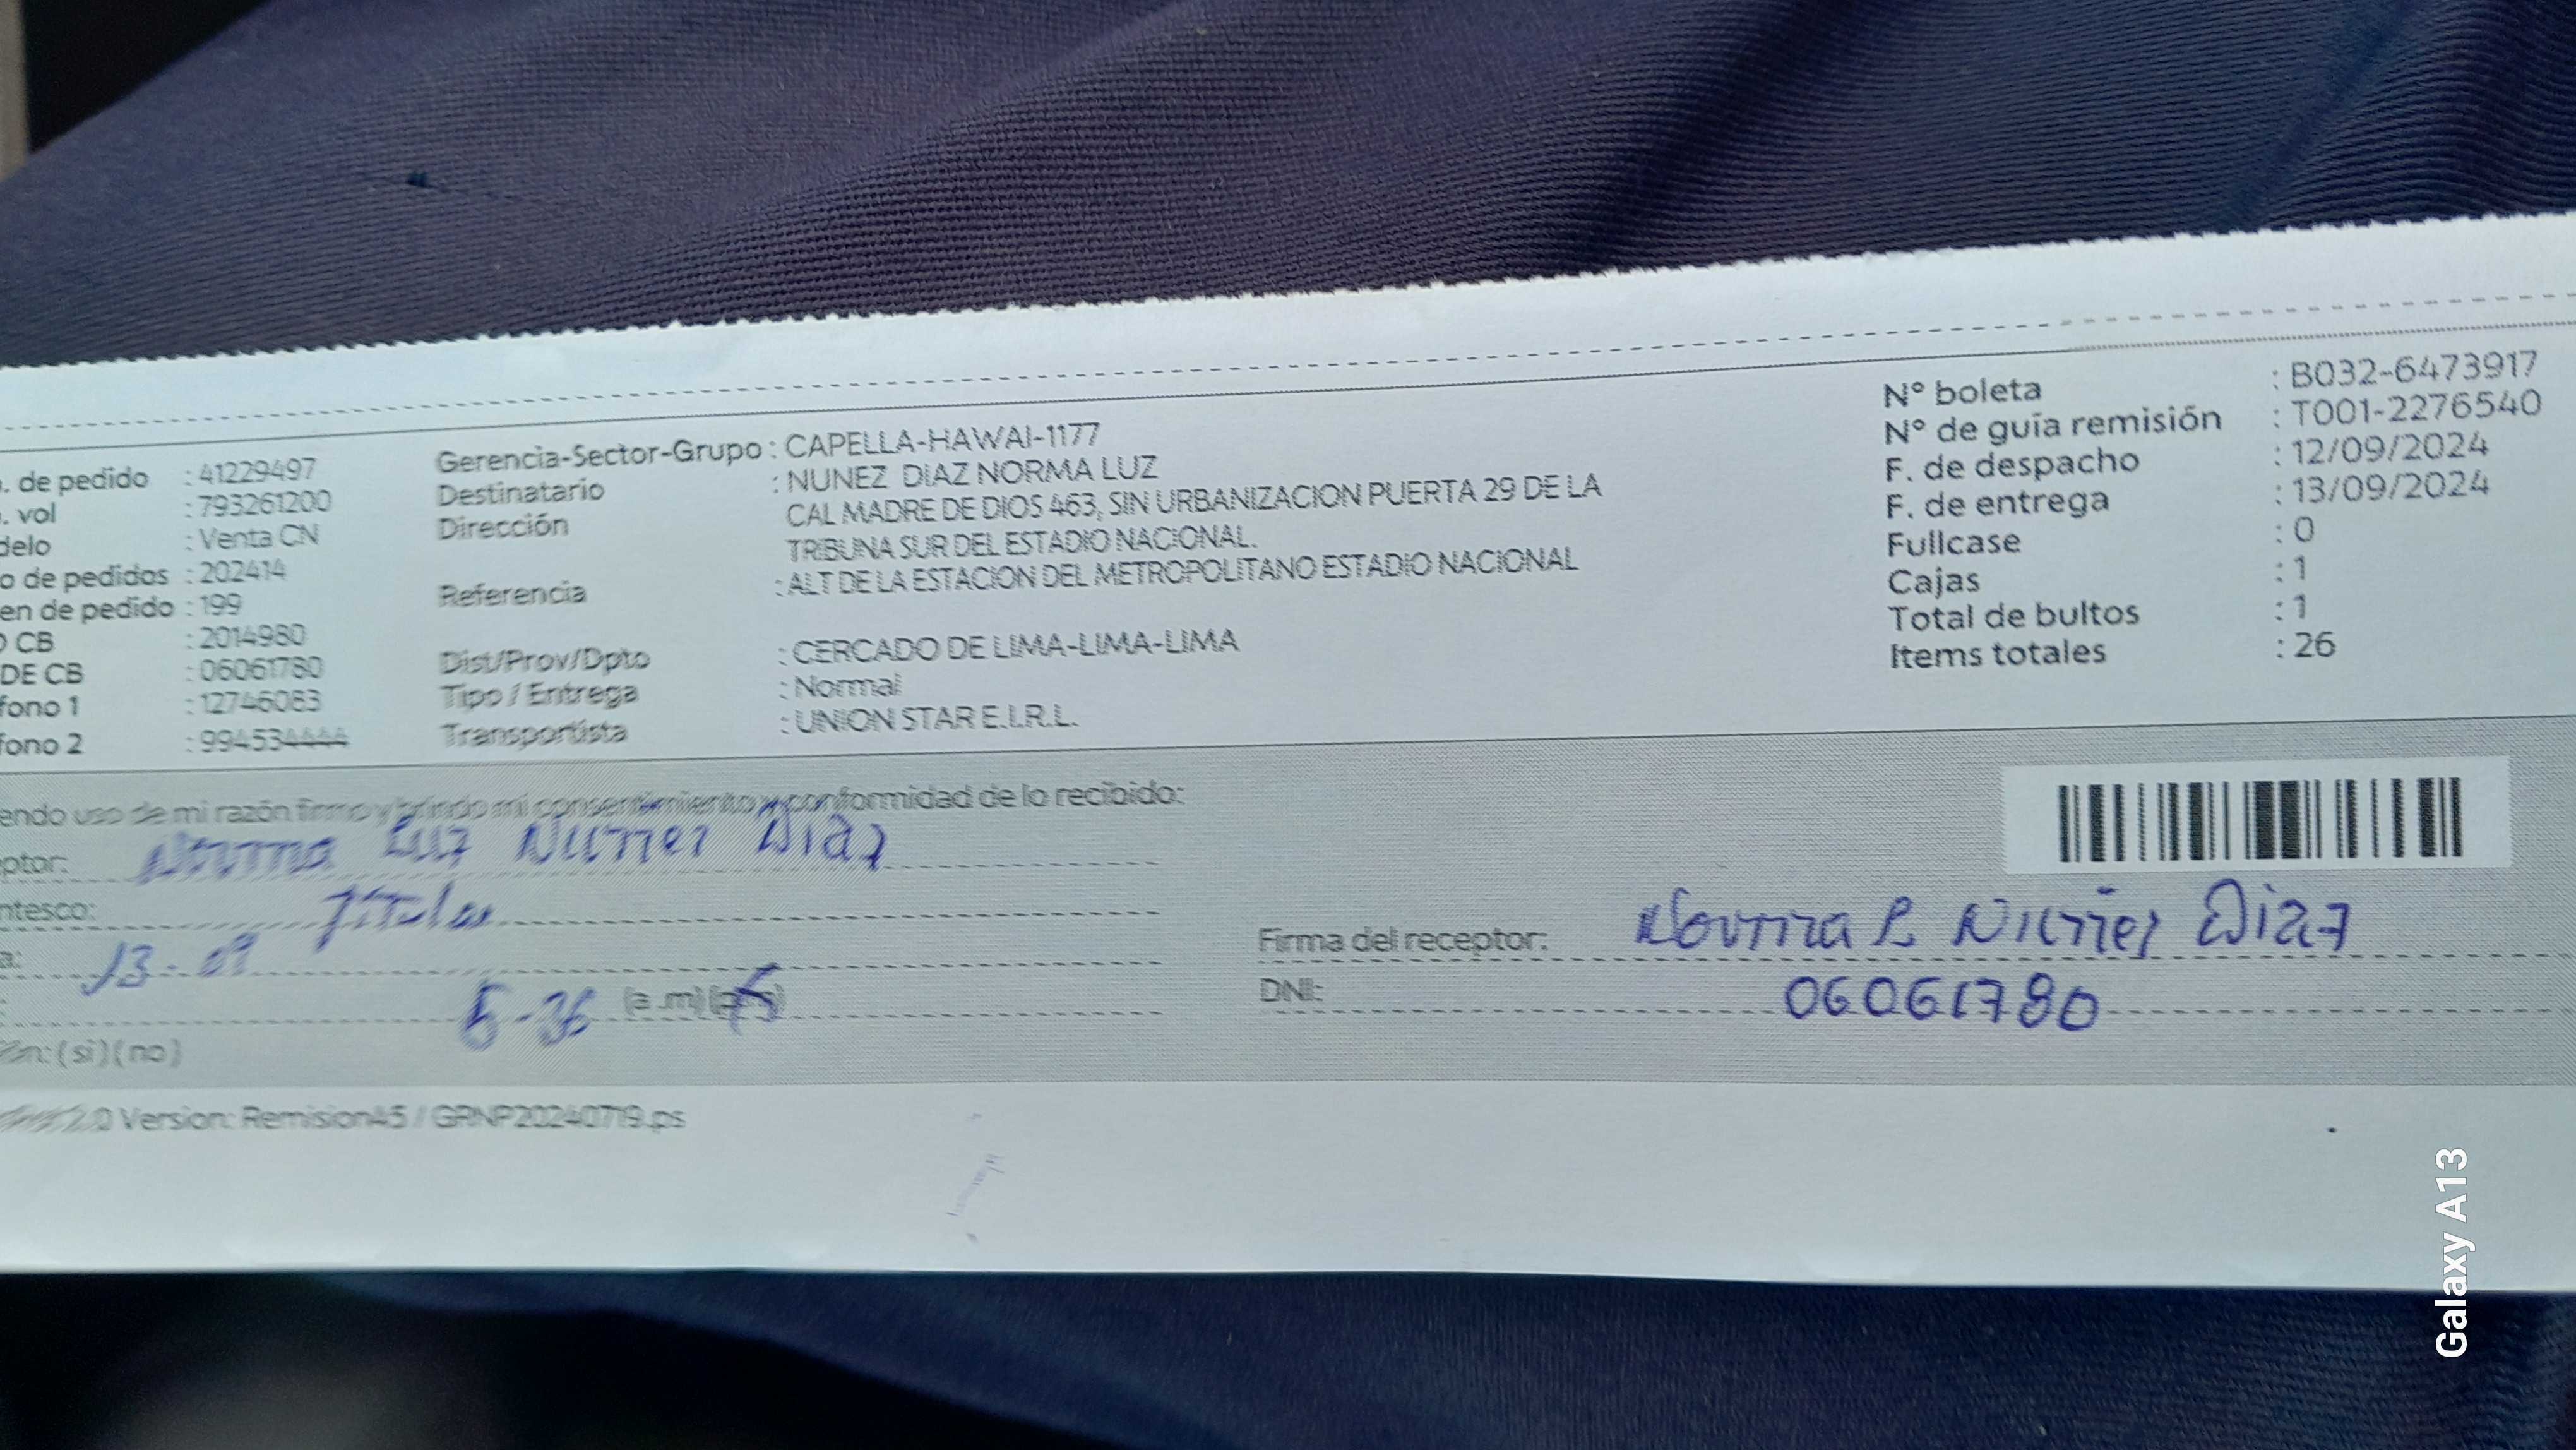 . de pedido : 41229497
. vol : 793261200
delo : Venta CN
o de pedidos : 202414
en de pedido : 199
CB : 2014980
DE CB : 06061780
fono 1 : 12746083
fono 2 : 994534444
Gerencia-Sector-Grupo : CAPELLA-HAWAI-1177
Destinatario : NUNEZ DIAZ NORMA LUZ
Dirección CAL MADRE DE DIOS 463, SIN URBANIZACION PUERTA 29 DE LA
TRIBUNA SUR DEL ESTADIO NACIONAL.
Referencia : ALT DE LA ESTACION DEL METROPOLITANO ESTADIO NACIONAL
Dist/Prov/Dpto : CERCADO DE LIMA-LIMA-LIMA
Tipo / Entrega : Normal
Transportista : UNION STAR E.I.R.L.
N° boleta : B032-6473917
N° de guía remisión : T001-2276540
F. de despacho : 12/09/2024
F. de entrega : 13/09/2024
Fullcase : 0
Cajas : 1
Total de bultos : 1
Items totales : 26
endo uso de mi razón firmo y brindo mi consentimiento y conformidad de lo recibido:
ptor: Norma Luz Nuñez Diaz
ntesco: Titular
a: 13-09
: 5-36 (a.m)
(si)(no)
Firma del receptor: Norma L Nuñez Diaz
DNI: 06061780
2.0 Version: Remision45 / GRNP20240719.ps
Galaxy A13